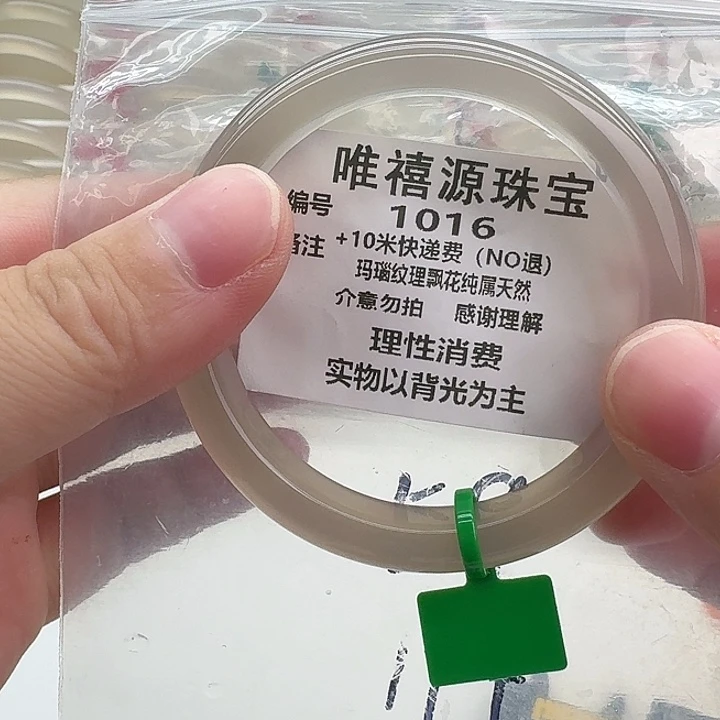 唯禧源珠宝
编号 1016
备注 +10米快递费（NO退）
玛瑙纹理飘花纯属天然
介意勿拍 感谢理解
理性消费
实物以背光为主